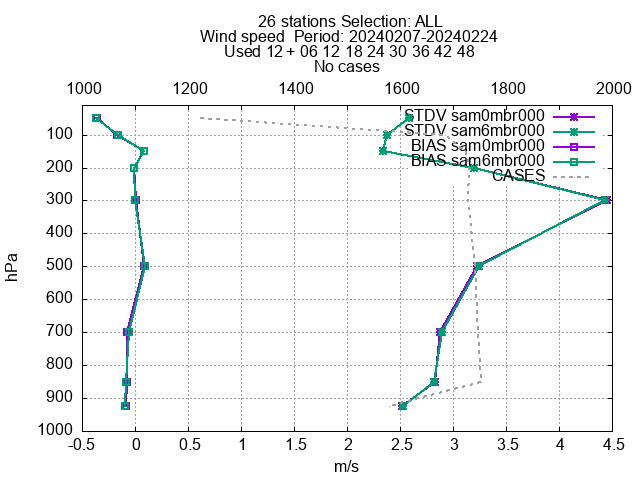 26 stations Selection: ALL
Wind speed  Period: 20240207-20240224
Used 12 + 06 12 18 24 30 36 42 48
No cases
1000 1200 1400 1600 1800 2000
STDV sam0mbr000
STDV sam6mbr000
BIAS sam0mbr000
BIAS sam6mbr000
CASES
100
200
300
400
500
600
700
800
900
1000
hPa
-0.5 0 0.5 1 1.5 2 2.5 3 3.5 4 4.5
m/s